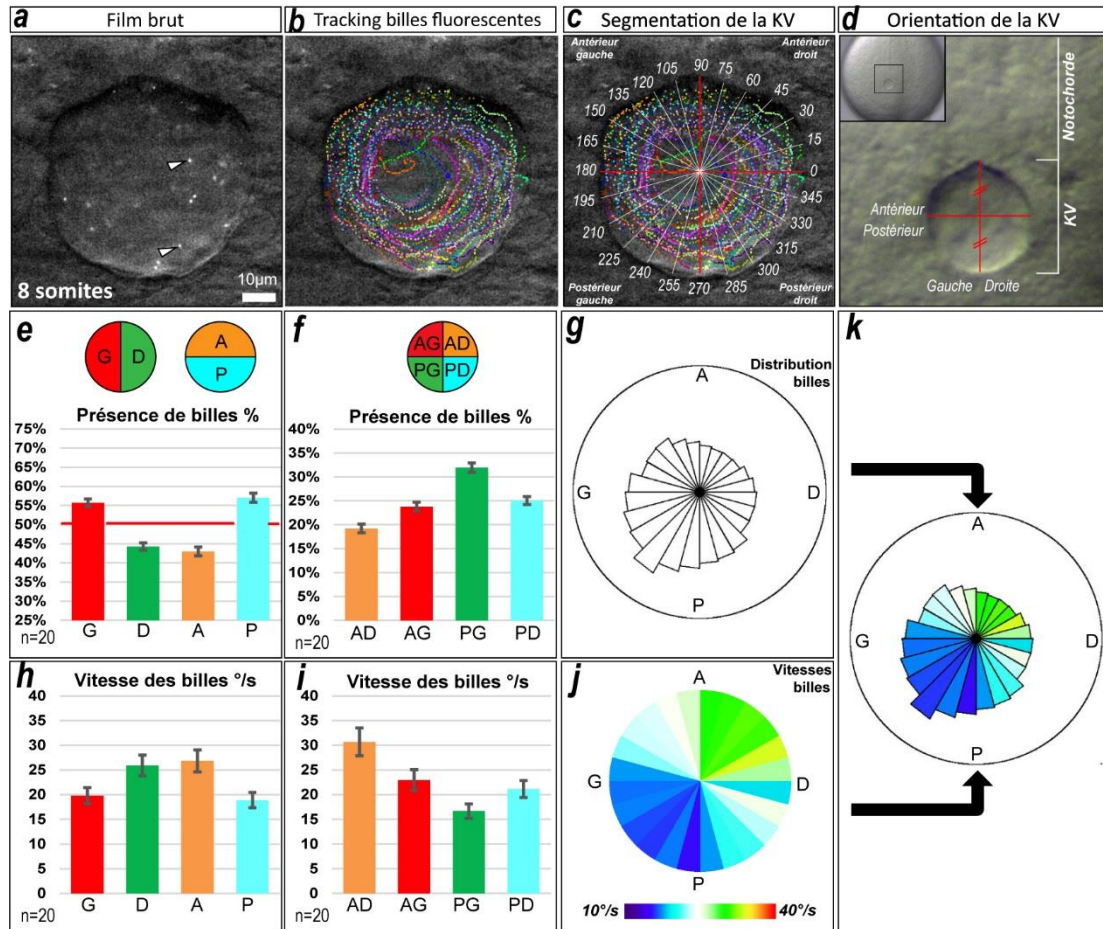 a Film brut
8 somites
10µm
b Tracking billes fluorescentes
c Segmentation de la KV
Antérieur gauche
Antérieur droit
90
105
75
120
60
135
45
150
30
165
15
180
0
195
345
210
330
225
315
240
300
255
270
285
Postérieur gauche
Postérieur droit
d Orientation de la KV
Notochorde
KV
Antérieur
Postérieur
Gauche Droite
e
G D
A
P
Présence de billes %
75%
70%
65%
60%
55%
50%
45%
40%
35%
30%
25%
G D A P
n=20
f
AG AD
PG PD
Présence de billes %
40%
35%
30%
25%
20%
15%
10%
5%
0%
AD AG PG PD
n=20
g
Distribution billes
A
G D
P
h
Vitesse des billes °/s
40
35
30
25
20
15
10
5
0
G D A P
n=20
i
Vitesse des billes °/s
40
35
30
25
20
15
10
5
0
AD AG PG PD
n=20
j
Vitesses billes
A
G D
P
10°/s 40°/s
k
A
G D
P